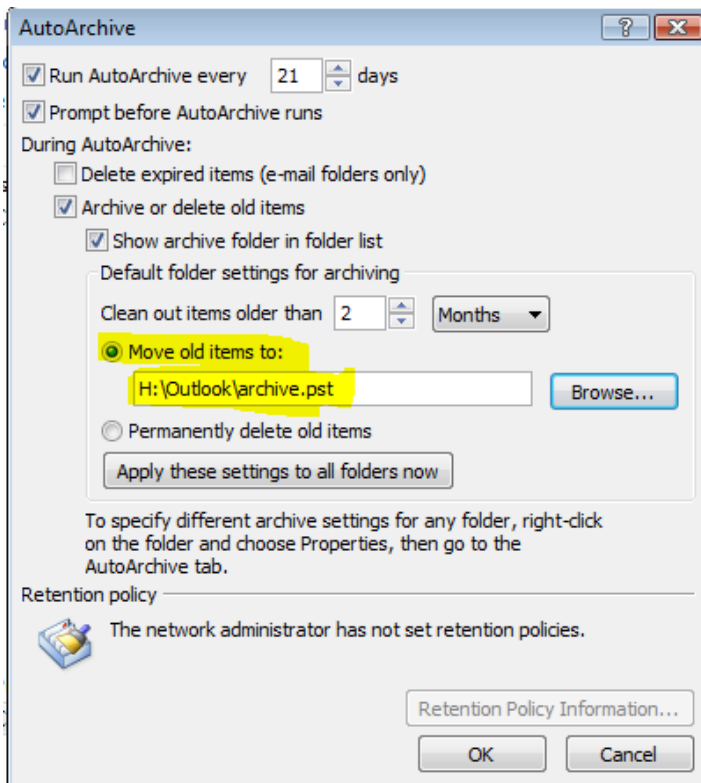 AutoArchive
Run AutoArchive every 21 days
Prompt before AutoArchive runs
During AutoArchive:
Delete expired items (e-mail folders only)
Archive or delete old items
Show archive folder in folder list
Default folder settings for archiving
Clean out items older than 2 Months
Move old items to:
H:\Outlook\archive.pst Browse...
Permanently delete old items
Apply these settings to all folders now
To specify different archive settings for any folder, right-click
on the folder and choose Properties, then go to the
AutoArchive tab.
Retention policy
The network administrator has not set retention policies.
Retention Policy Information...
OK Cancel